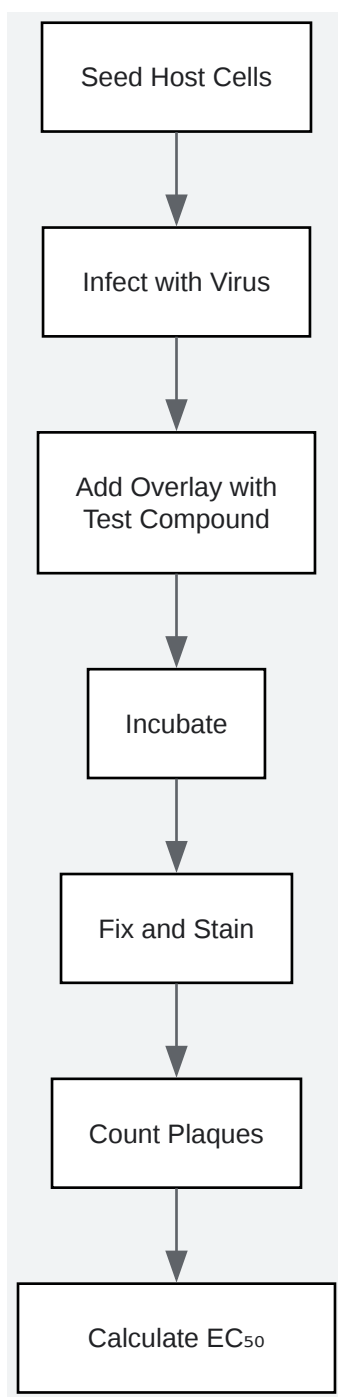 Seed Host Cells
Infect with Virus
Add Overlay with
Test Compound
Incubate
Fix and Stain
Count Plaques
Calculate EC₅₀